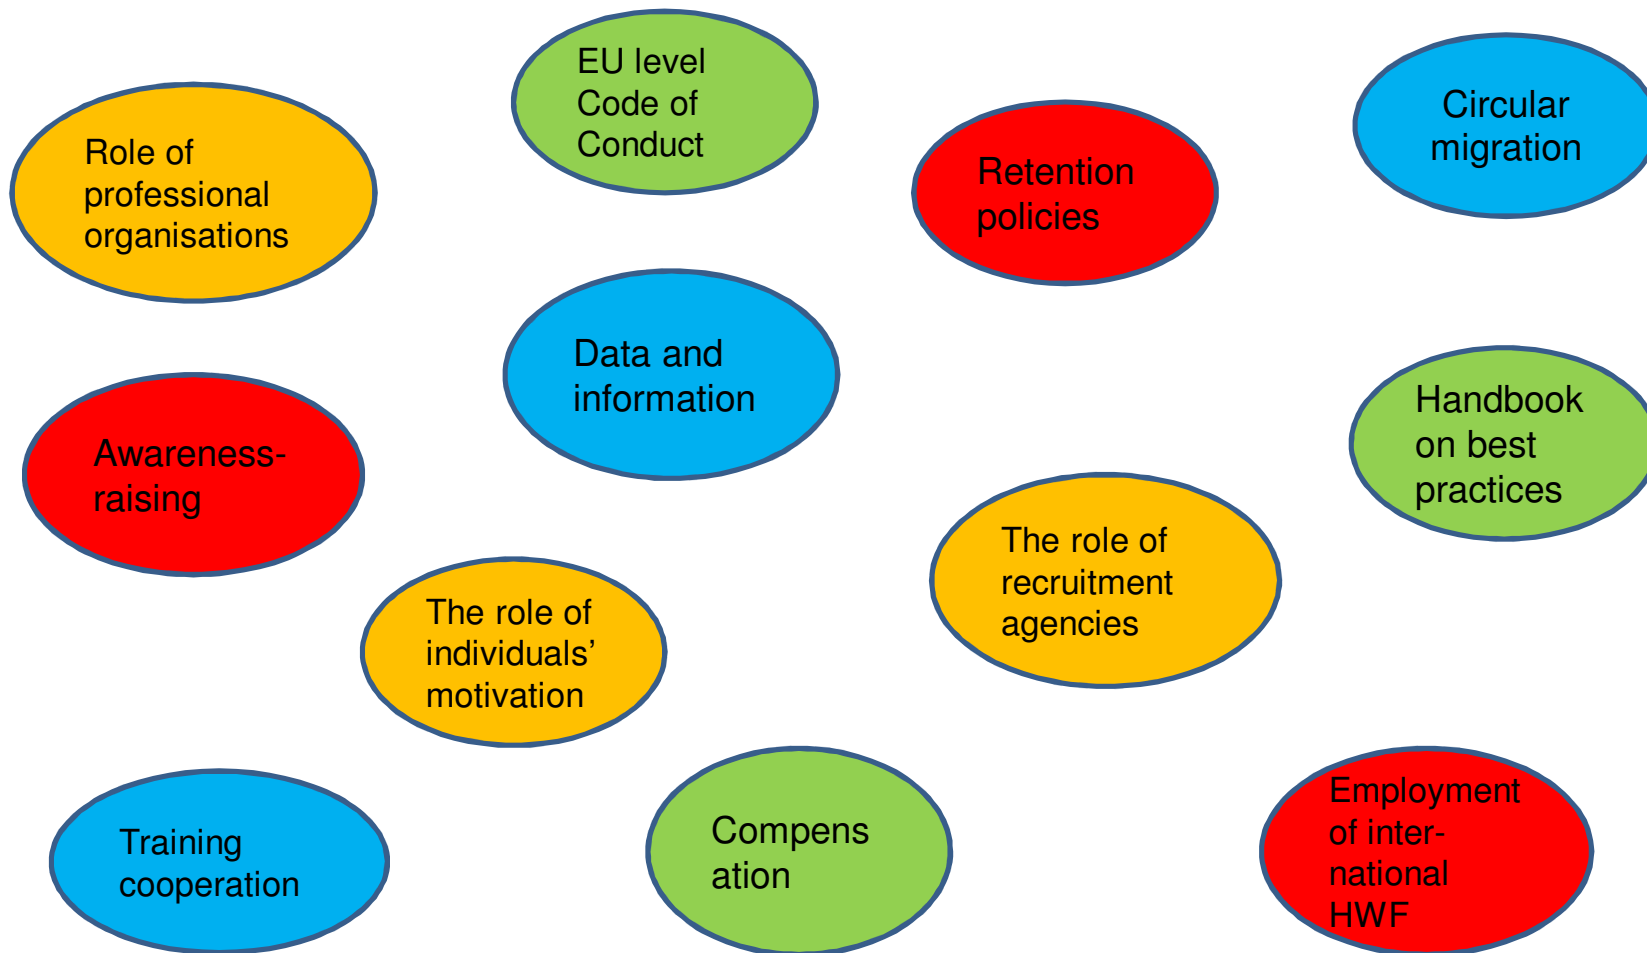 EU level
Code of
Conduct
Circular
migration
Role of
professional
organisations
Retention
policies
Data and
information
Handbook
on best
practices
Awareness-
raising
The role of
recruitment
agencies
The role of
individuals’
motivation
Training
cooperation
Compens
ation
Employment
of inter-
national
HWF